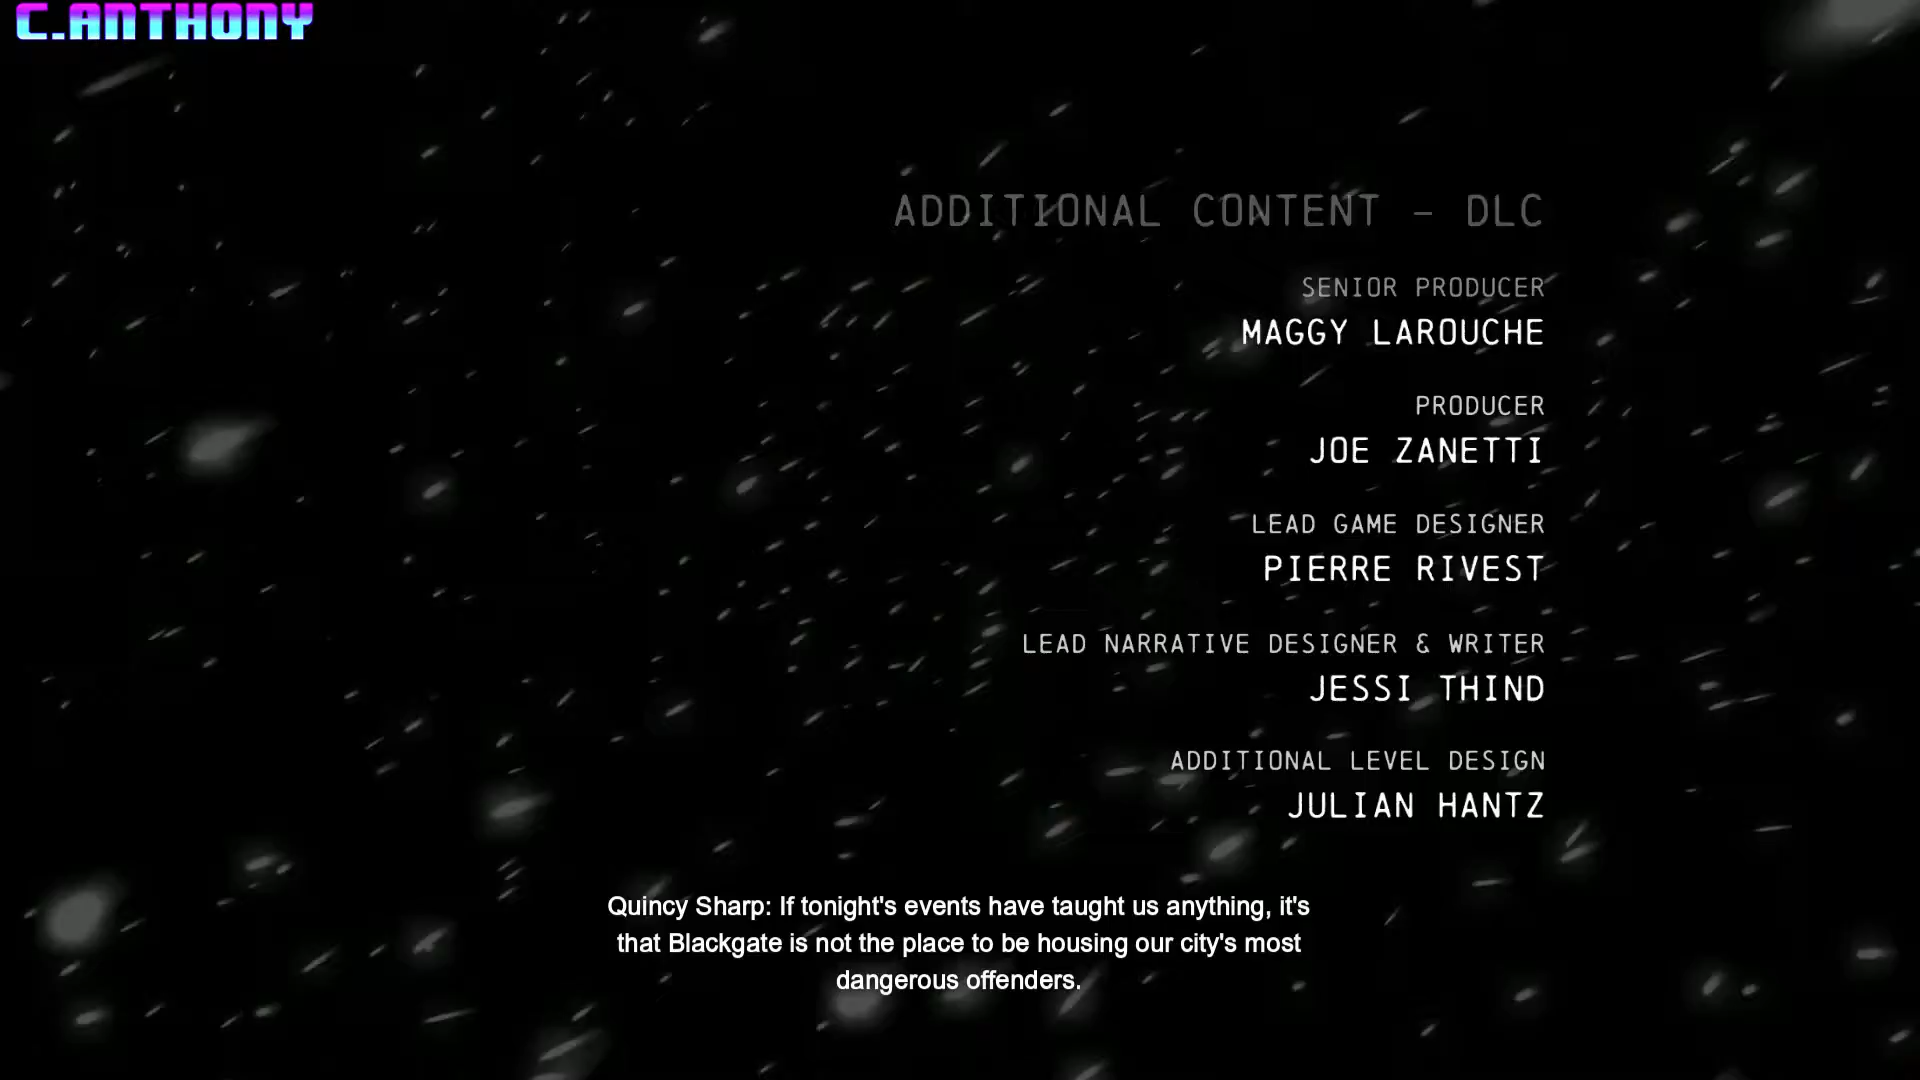 C.ANTHONY
ADDITIONAL CONTENT - DLC
SENIOR PRODUCER
MAGGY LAROUCHE
PRODUCER
JOE ZANETTI
LEAD GAME DESIGNER
PIERRE RIVEST
LEAD NARRATIVE DESIGNER & WRITER
JESSI THIND
ADDITIONAL LEVEL DESIGN
JULIAN HANTZ
Quincy Sharp: If tonight's events have taught us anything, it's
that Blackgate is not the place to be housing our city's most
dangerous offenders.